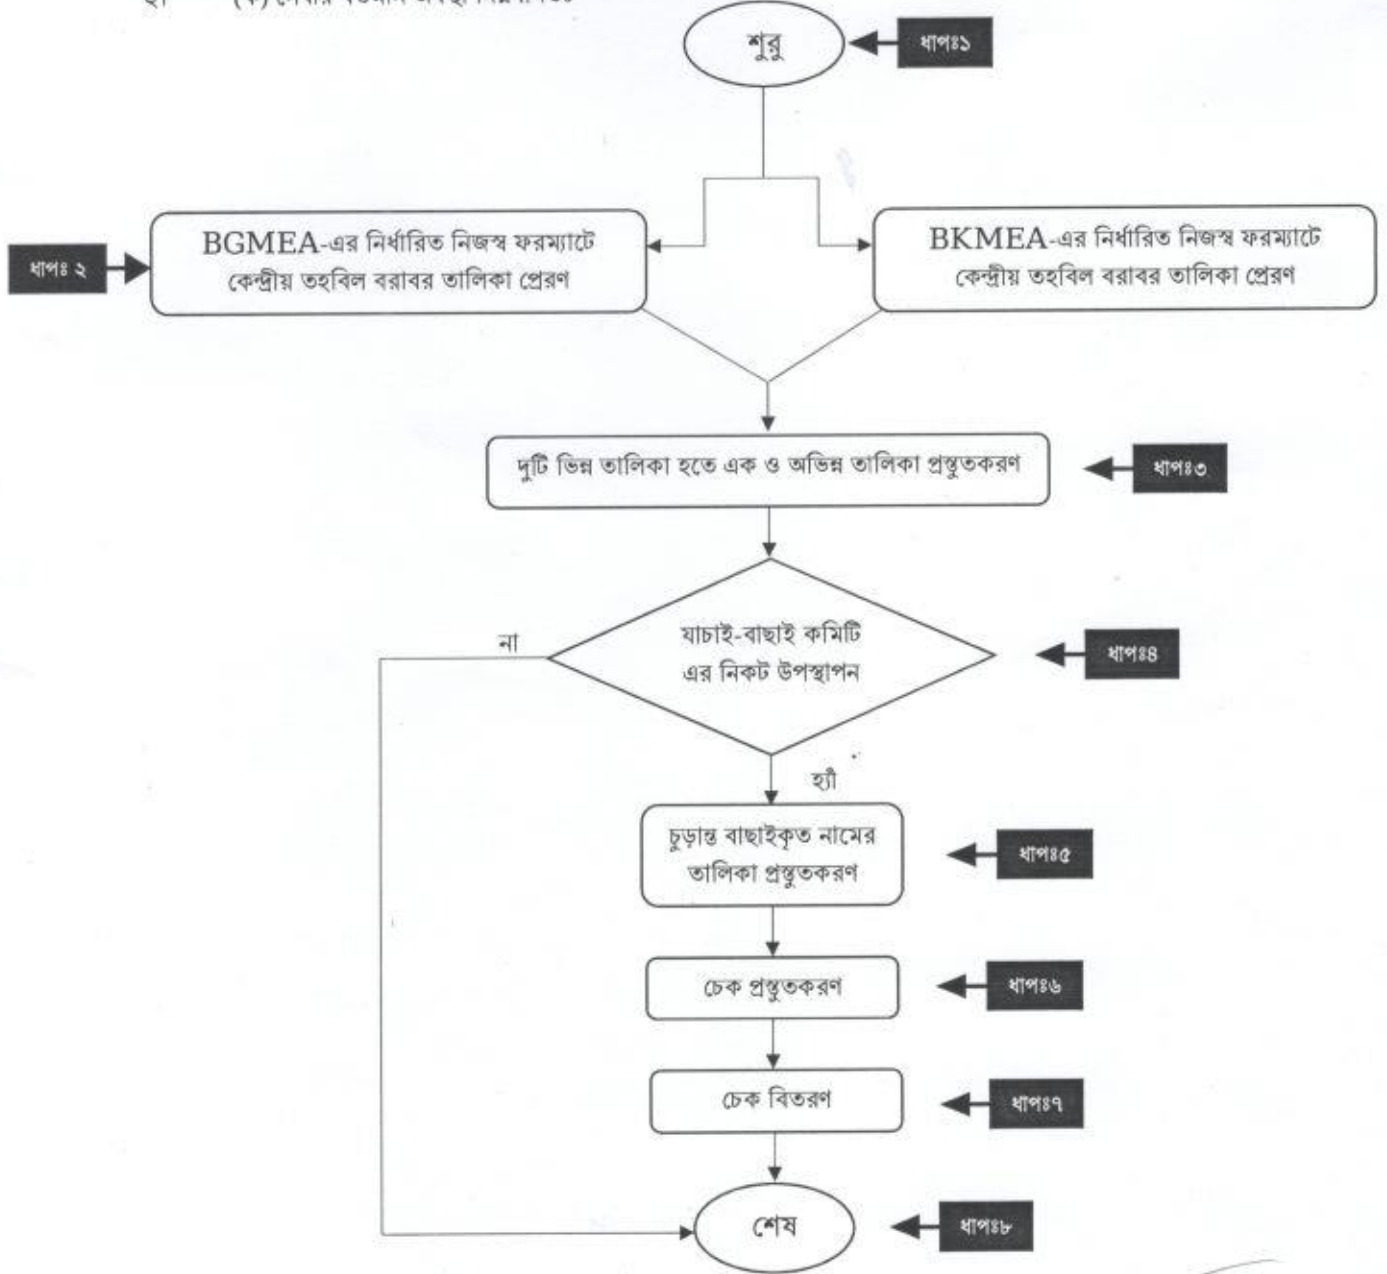 শুরু
ধাপঃ১
BGMEA-এর নির্ধারিত নিজস্ব ফরম্যাটে
কেন্দ্রীয় তহবিল বরাবর তালিকা প্রেরণ
BKMEA-এর নির্ধারিত নিজস্ব ফরম্যাটে
কেন্দ্রীয় তহবিল বরাবর তালিকা প্রেরণ
ধাপঃ ২
দুটি ভিন্ন তালিকা হতে এক ও অভিন্ন তালিকা প্রস্তুতকরণ
ধাপঃ৩
না
যাচাই-বাছাই কমিটি
এর নিকট উপস্থাপন
ধাপঃ৪
হ্যাঁ
চুড়ান্ত বাছাইকৃত নামের
তালিকা প্রস্তুতকরণ
ধাপঃ৫
চেক প্রস্তুতকরণ
ধাপঃ৬
চেক বিতরণ
ধাপঃ৭
শেষ
ধাপঃ৮